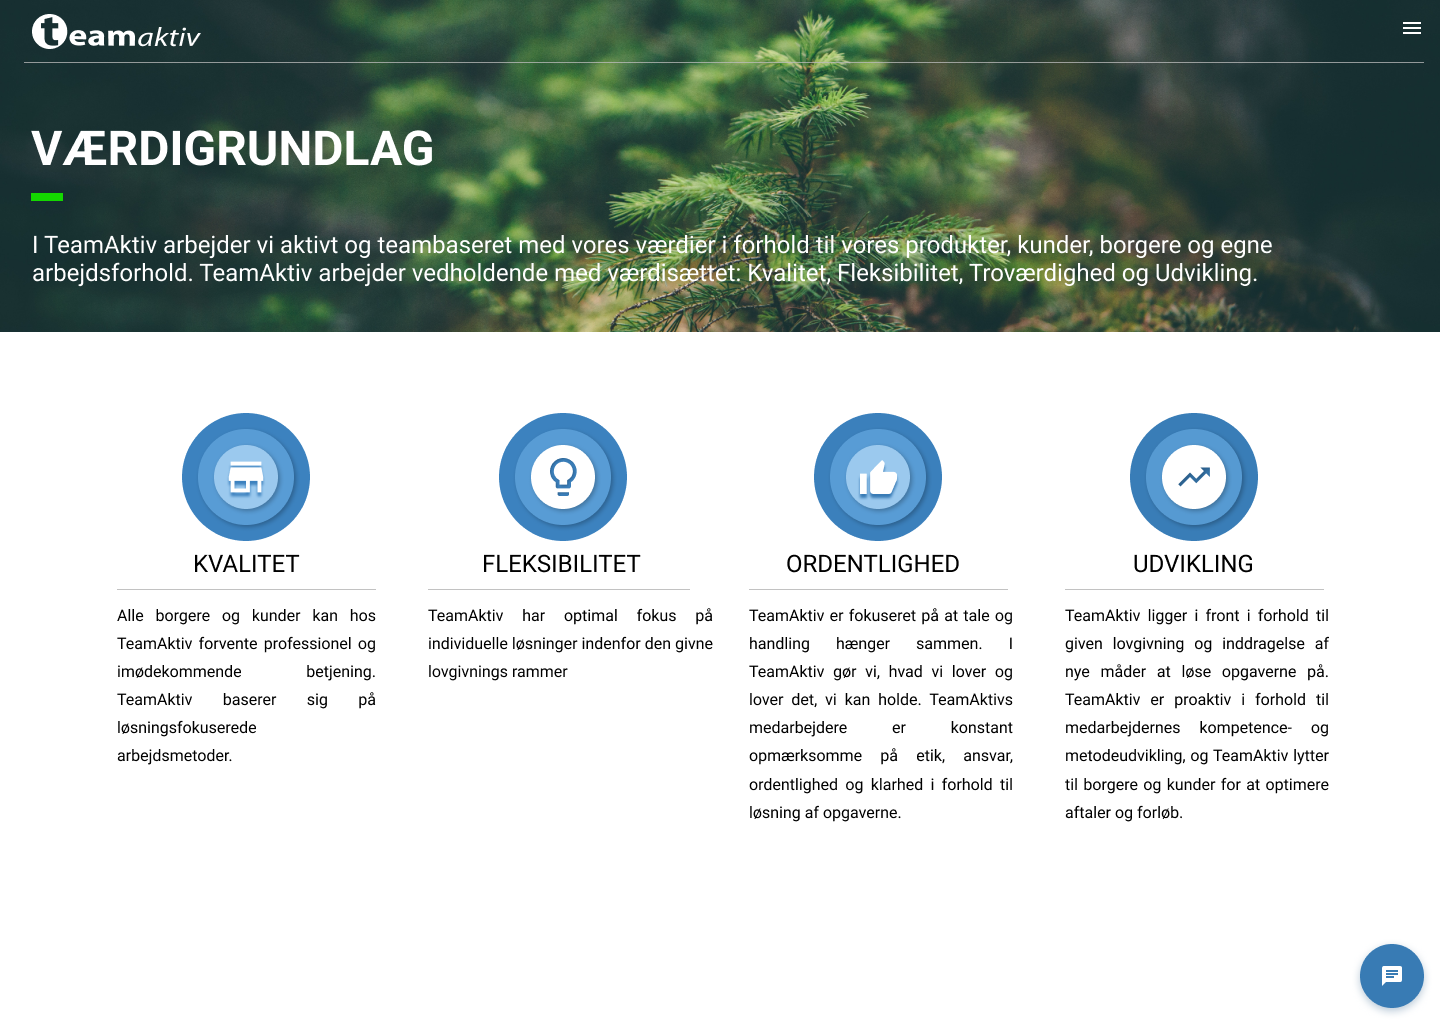 teamaktiv
VÆRDIGRUNDLAG
I TeamAktiv arbejder vi aktivt og teambaseret med vores værdier i forhold til vores produkter, kunder, borgere og egne
arbejdsforhold. TeamAktiv arbejder vedholdende med værdisættet: Kvalitet, Fleksibilitet, Troværdighed og Udvikling.
KVALITET
Alle borgere og kunder kan hos
TeamAktiv forvente professionel og
imødekommende betjening.
TeamAktiv baserer sig på
løsningsfokuserede
arbejdsmetoder.
FLEKSIBILITET
TeamAktiv har optimal fokus på
individuelle løsninger indenfor den givne
lovgivnings rammer
ORDENTLIGHED
TeamAktiv er fokuseret på at tale og
handling hænger sammen. I
TeamAktiv gør vi, hvad vi lover og
lover det, vi kan holde. TeamAktivs
medarbejdere er konstant
opmærksomme på etik, ansvar,
ordentlighed og klarhed i forhold til
løsning af opgaverne.
UDVIKLING
TeamAktiv ligger i front i forhold til
given lovgivning og inddragelse af
nye måder at løse opgaverne på.
TeamAktiv er proaktiv i forhold til
medarbejdernes kompetence- og
metodeudvikling, og TeamAktiv lytter
til borgere og kunder for at optimere
aftaler og forløb.